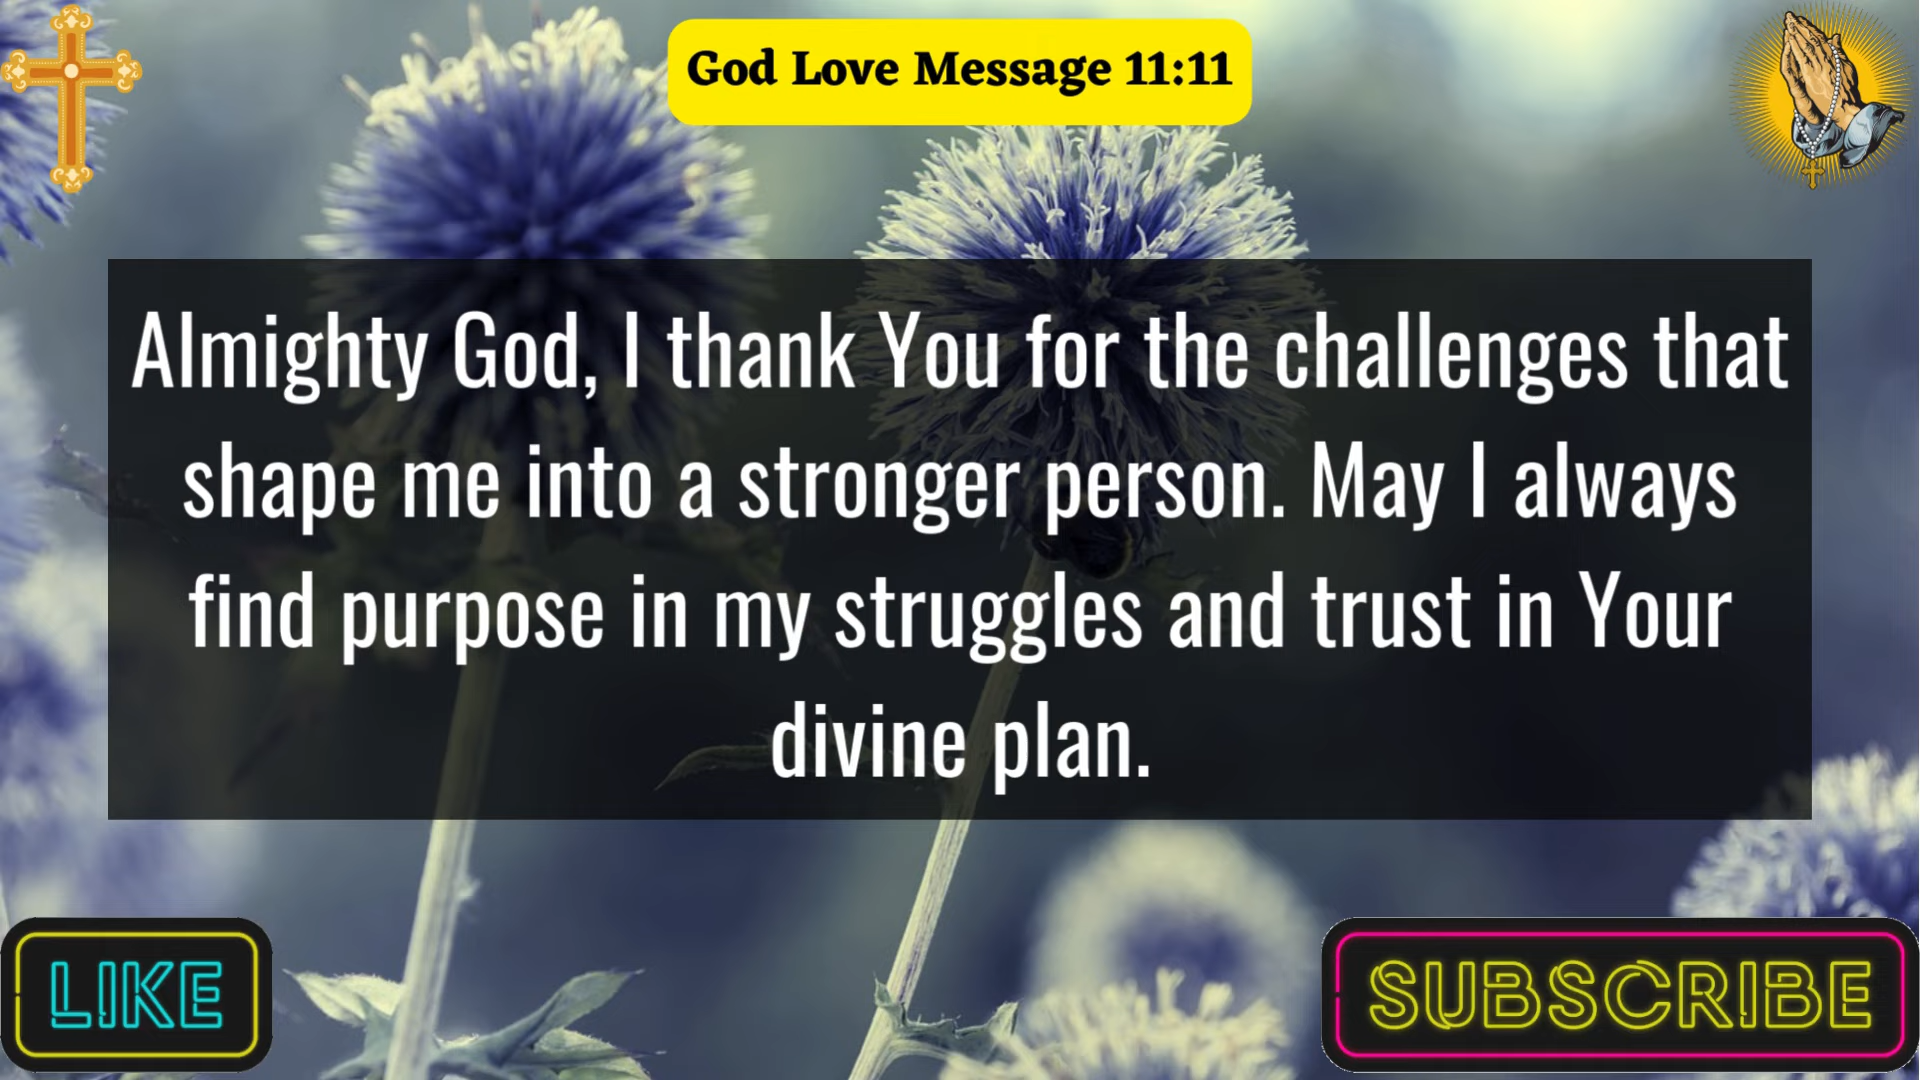 God Love Message 11:11
Almighty God, I thank You for the challenges that
shape me into a stronger person. May I always
find purpose in my struggles and trust in Your
divine plan.
LIKE
SUBSCRIBE